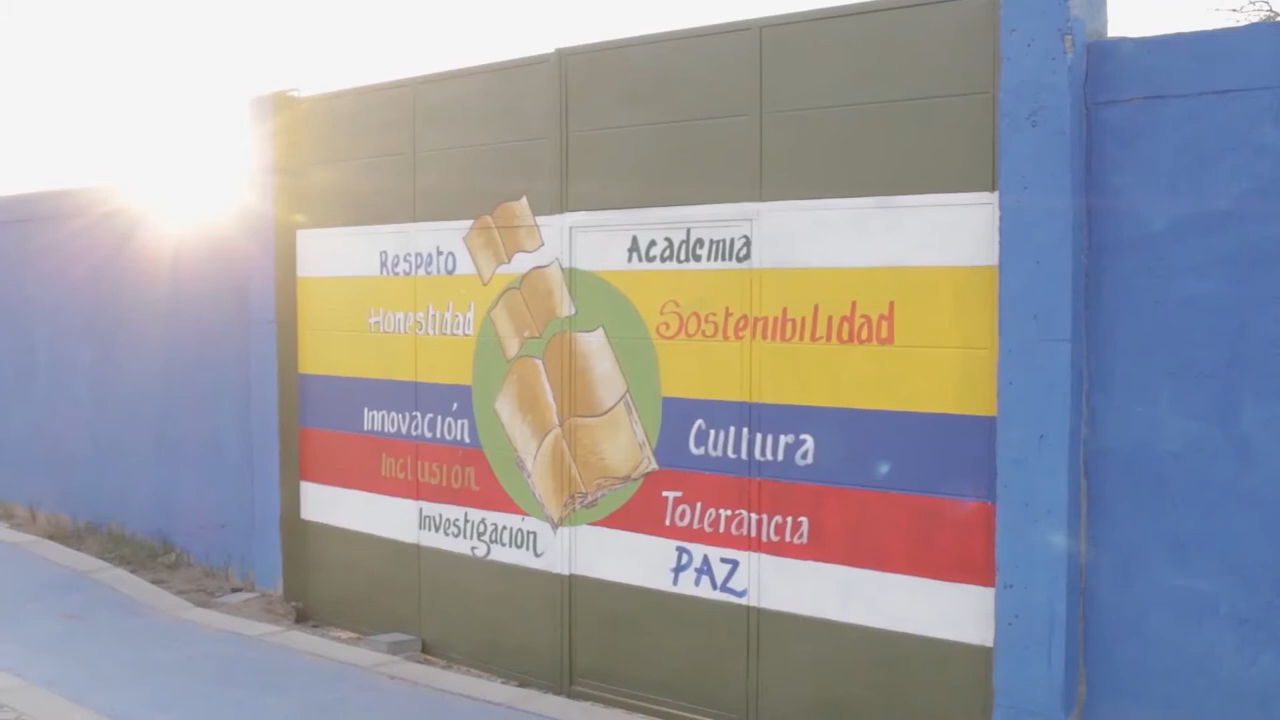 Respeto
Honestidad
Innovación
Inclusión
Investigación
Academia
Sostenibilidad
Cultura
Tolerancia
PAZ